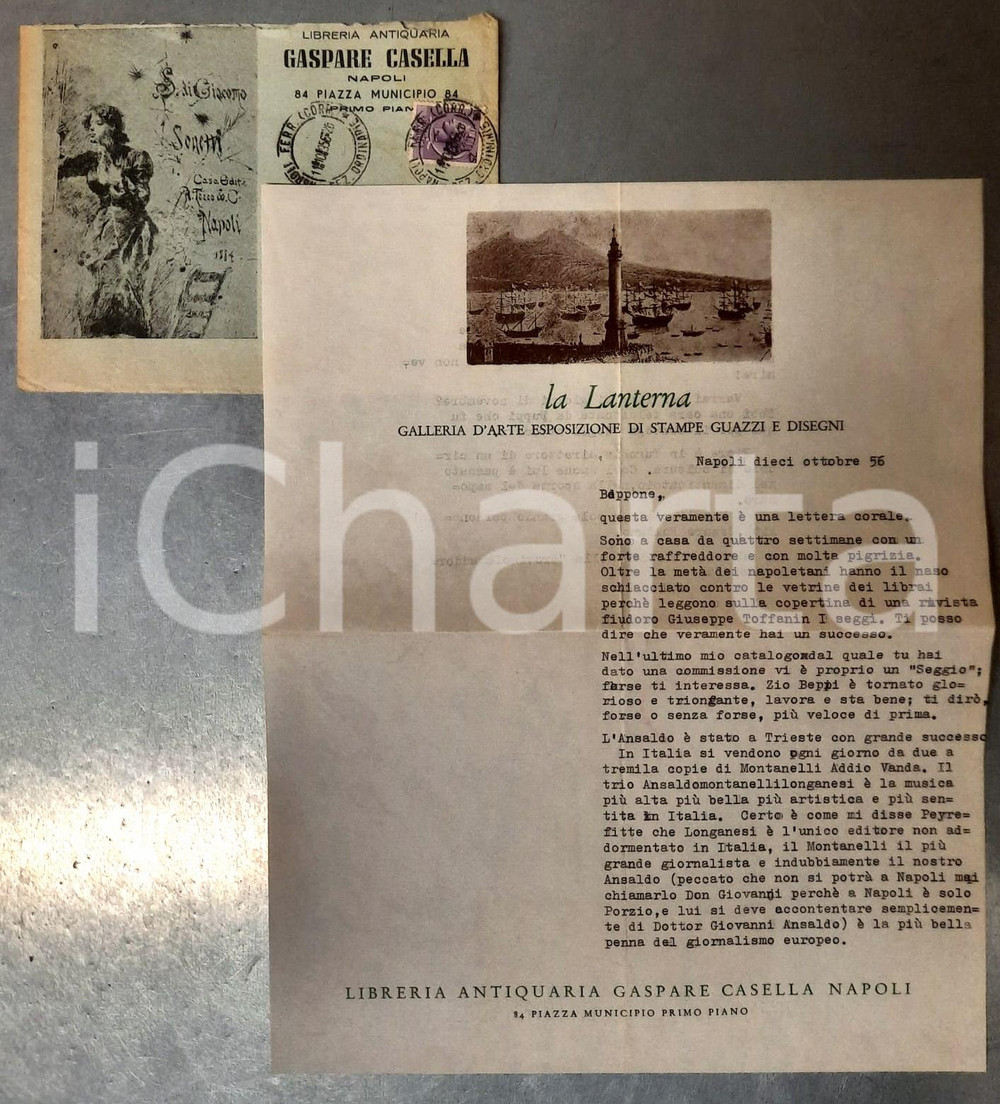 LIBRERIA ANTIQUARIA
GASPARE CASELLA
NAPOLI
84 PIAZZA MUNICIPIO 84
PRIMO PIAN
S. di Giacomo
Sonetti
Casa Edit.
A. Tocco & C.
Napoli
1884
la Lanterna
GALLERIA D'ARTE ESPOSIZIONE DI STAMPE GUAZZI E DISEGNI
Napoli dieci ottobre 56
Bappone,
questa veramente è una lettera corale.
Sono a casa da quattro settimane con un
forte raffreddore e con molta pigrizia.
Oltre la metà dei napoletani hanno il naso
schiacciato contro le vetrine dei librai
perchè leggono sulla copertina di una rivista
fiudoro Giuseppe Toffanin I seggi. Ti posso
dire che veramente hai un successo.
Nell'ultimo mio catalogo dal quale tu hai
dato una commissione vi è proprio un "Seggio";
forse ti interessa. Zio Beppi è tornato glo=
rioso e trionfante, lavora e sta bene; ti dirò,
forse o senza forse, più veloce di prima.
L'Ansaldo è stato a Trieste con grande successo
In Italia si vendono ogni giorno da due a
tremila copie di Montanelli Addio Vanda. Il
trio Ansaldomontanellilonganesi è la musica
più alta più bella più artistica e più sen=
tita in Italia. Certo è come mi disse Peyre=
fitte che Longanesi è l'unico editore non ad=
dormentato in Italia, il Montanelli il più
grande giornalista e indubbiamente il nostro
Ansaldo (peccato che non si potrà a Napoli mai
chiamarlo Don Giovanni perchè a Napoli è solo
Porzio,e lui si deve accontentare semplicemen=
te di Dottor Giovanni Ansaldo) è la più bella
penna del giornalismo europeo.
LIBRERIA ANTIQUARIA GASPARE CASELLA NAPOLI
84 PIAZZA MUNICIPIO PRIMO PIANO
iCharta